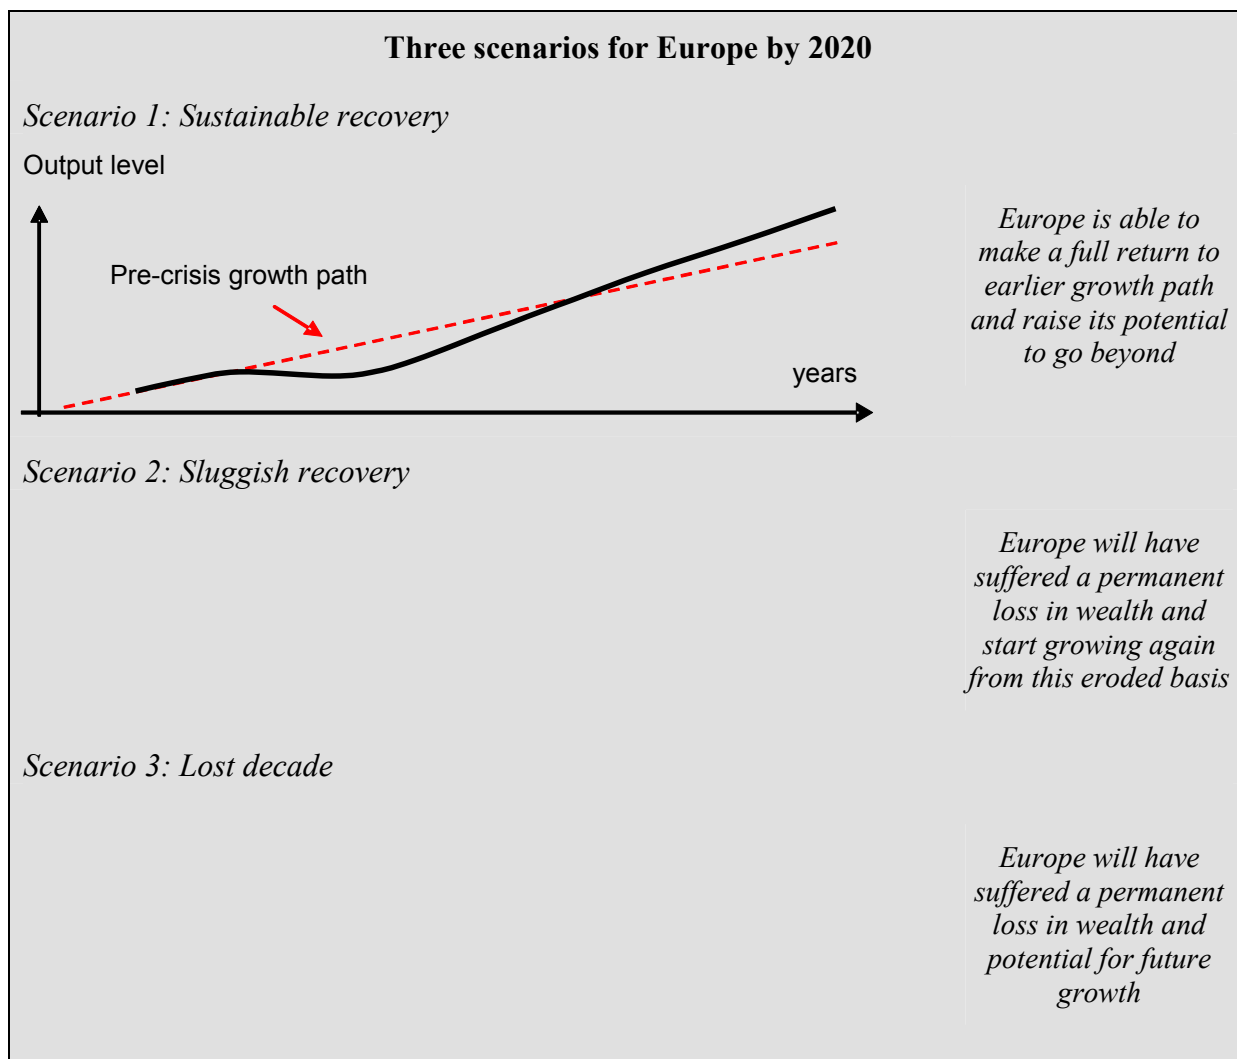 Three scenarios for Europe by 2020
Scenario 1: Sustainable recovery
Output level
Pre-crisis growth path
years
Europe is able to
make a full return to
earlier growth path
and raise its potential
to go beyond
Scenario 2: Sluggish recovery
Europe will have
suffered a permanent
loss in wealth and
start growing again
from this eroded basis
Scenario 3: Lost decade
Europe will have
suffered a permanent
loss in wealth and
potential for future
growth